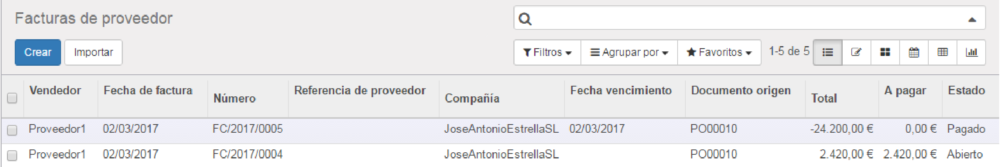 Facturas de proveedor
Crear Importar
Filtros Agrupar por Favoritos 1-5 de 5
Vendedor Fecha de factura Número Referencia de proveedor Compañía Fecha vencimiento Documento origen Total A pagar Estado
Proveedor1 02/03/2017 FC/2017/0005 JoseAntonioEstrellaSL 02/03/2017 PO00010 -24.200,00 € 0,00 € Pagado
Proveedor1 02/03/2017 FC/2017/0004 JoseAntonioEstrellaSL PO00010 2.420,00 € 2.420,00 € Abierto